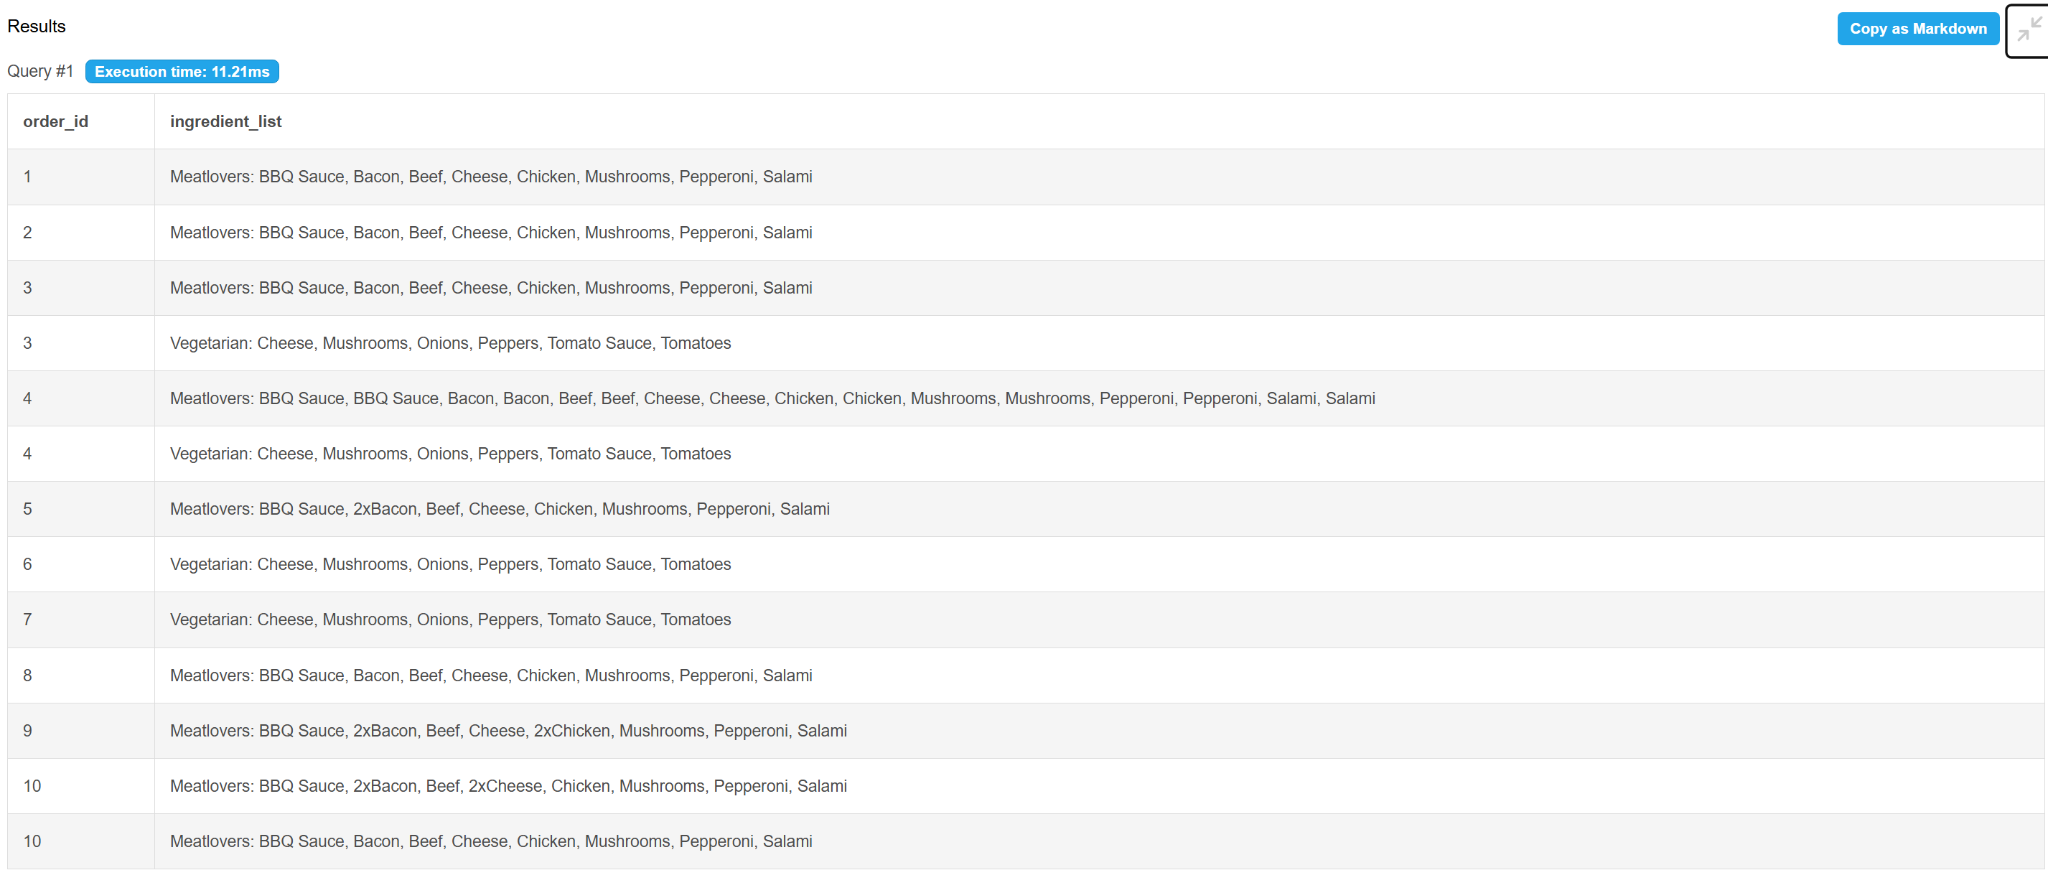 Results
Copy as Markdown
Query #1 Execution time: 11.21ms
order_id ingredient_list
1 Meatlovers: BBQ Sauce, Bacon, Beef, Cheese, Chicken, Mushrooms, Pepperoni, Salami
2 Meatlovers: BBQ Sauce, Bacon, Beef, Cheese, Chicken, Mushrooms, Pepperoni, Salami
3 Meatlovers: BBQ Sauce, Bacon, Beef, Cheese, Chicken, Mushrooms, Pepperoni, Salami
3 Vegetarian: Cheese, Mushrooms, Onions, Peppers, Tomato Sauce, Tomatoes
4 Meatlovers: BBQ Sauce, BBQ Sauce, Bacon, Bacon, Beef, Beef, Cheese, Cheese, Chicken, Chicken, Mushrooms, Mushrooms, Pepperoni, Pepperoni, Salami, Salami
4 Vegetarian: Cheese, Mushrooms, Onions, Peppers, Tomato Sauce, Tomatoes
5 Meatlovers: BBQ Sauce, 2xBacon, Beef, Cheese, Chicken, Mushrooms, Pepperoni, Salami
6 Vegetarian: Cheese, Mushrooms, Onions, Peppers, Tomato Sauce, Tomatoes
7 Vegetarian: Cheese, Mushrooms, Onions, Peppers, Tomato Sauce, Tomatoes
8 Meatlovers: BBQ Sauce, Bacon, Beef, Cheese, Chicken, Mushrooms, Pepperoni, Salami
9 Meatlovers: BBQ Sauce, 2xBacon, Beef, Cheese, 2xChicken, Mushrooms, Pepperoni, Salami
10 Meatlovers: BBQ Sauce, 2xBacon, Beef, 2xCheese, Chicken, Mushrooms, Pepperoni, Salami
10 Meatlovers: BBQ Sauce, Bacon, Beef, Cheese, Chicken, Mushrooms, Pepperoni, Salami